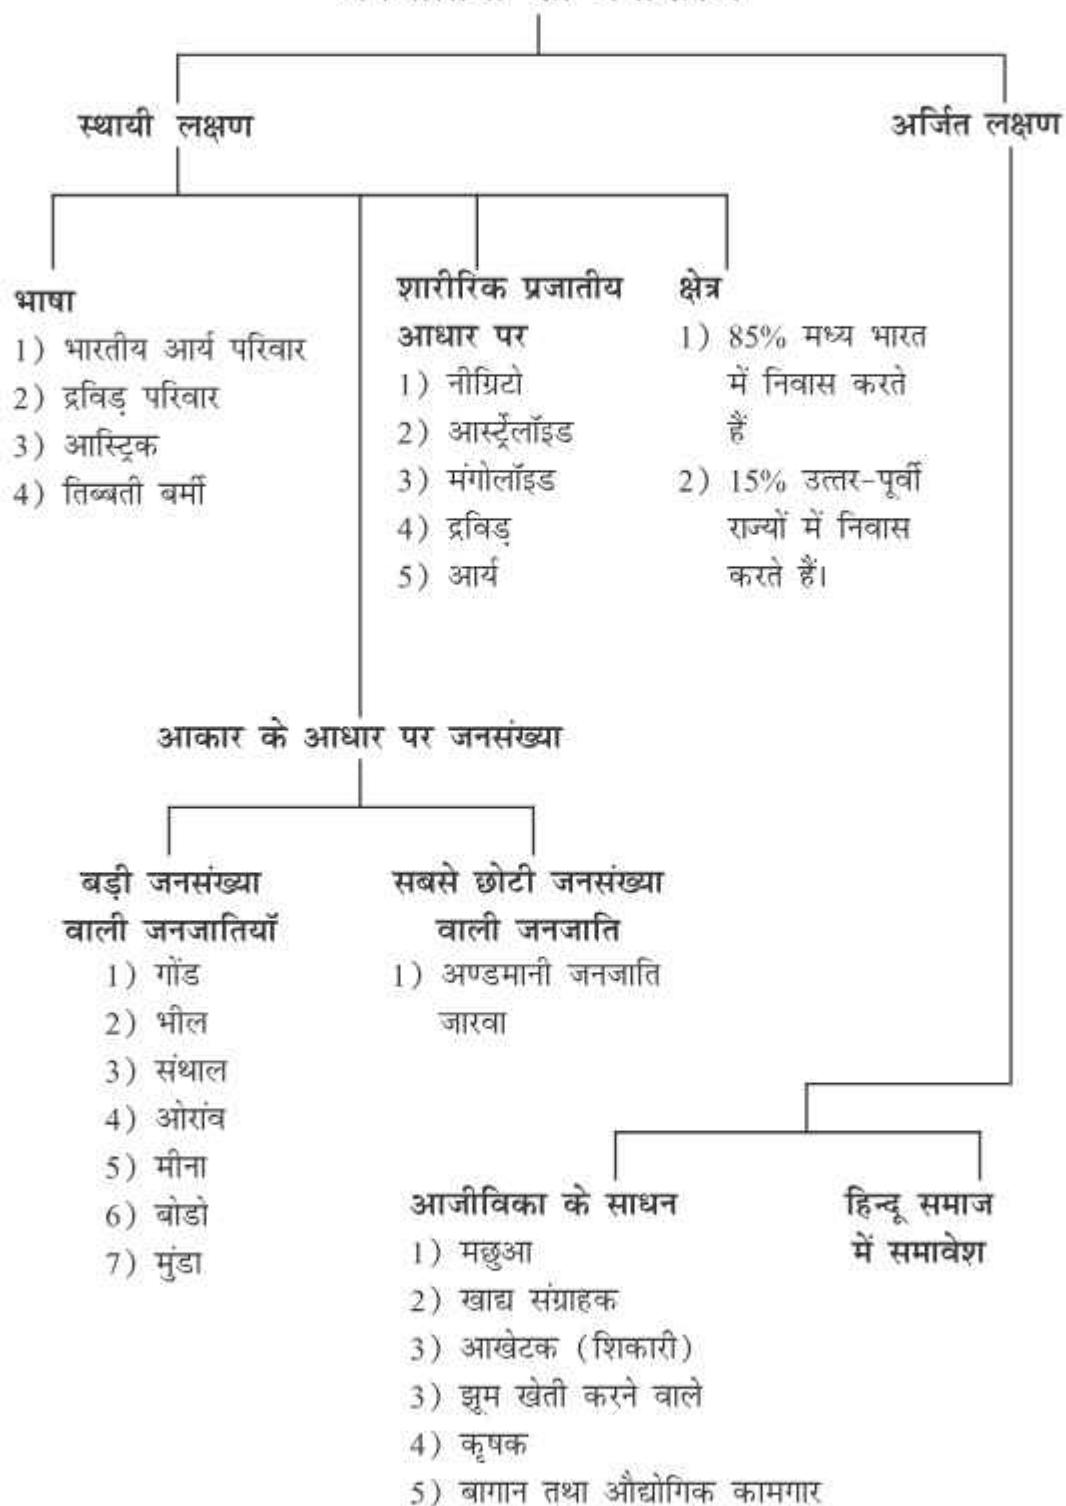 स्थायी लक्षण
अर्जित लक्षण
भाषा
1) भारतीय आर्य परिवार
2) द्रविड़ परिवार
3) आस्ट्रिक
4) तिब्बती बर्मी
शारीरिक प्रजातीय
आधार पर
1) नीग्रिटो
2) आर्स्ट्रेलॉइड
3) मंगोलॉइड
4) द्रविड़
5) आर्य
क्षेत्र
1) 85% मध्य भारत
में निवास करते
हैं
2) 15% उत्तर-पूर्वी
राज्यों में निवास
करते हैं।
आकार के आधार पर जनसंख्या
बड़ी जनसंख्या
वाली जनजातियॉ
1) गोंड
2) भील
3) संथाल
4) ओरांव
5) मीना
6) बोडो
7) मुंडा
सबसे छोटी जनसंख्या
वाली जनजाति
1) अण्डमानी जनजाति
जारवा
आजीविका के साधन
1) मछुआ
2) खाद्य संग्राहक
3) आखेटक (शिकारी)
3) झूम खेती करने वाले
4) कृषक
5) बागान तथा औद्योगिक कामगार
हिन्दू समाज
में समावेश